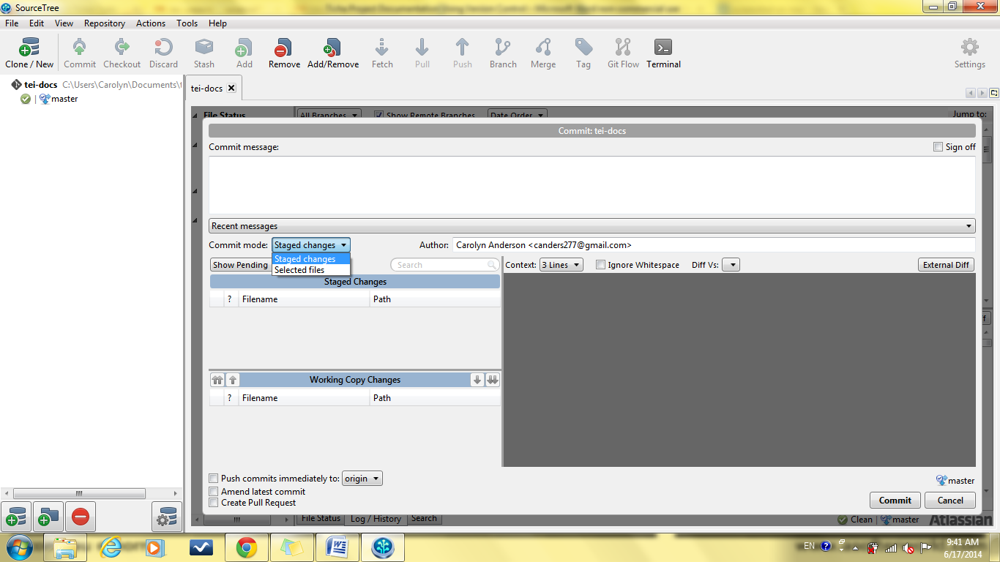 SourceTree
File Edit View Repository Actions Tools Help
Clone / New Commit Checkout Discard Stash Add Remove Add/Remove Fetch Pull Push Branch Merge Tag Git Flow Terminal Settings
tei-docs C:\Users\Carolyn\Documents\t
master
tei-docs
File Status All Branches Show Remote Branches Date Order Jump to:
Commit: tei-docs
Commit message: Sign off
Recent messages
Commit mode: Staged changes Author: Carolyn Anderson <canders277@gmail.com>
Staged changes
Selected files
Show Pending Search Context: 3 Lines Ignore Whitespace Diff Vs: External Diff
Staged Changes
? Filename Path
Working Copy Changes
? Filename Path
Push commits immediately to: origin
master
Amend latest commit
Create Pull Request
Commit Cancel
File Status Log / History Search Clean master Atlassian
EN 9:41 AM
6/17/2014